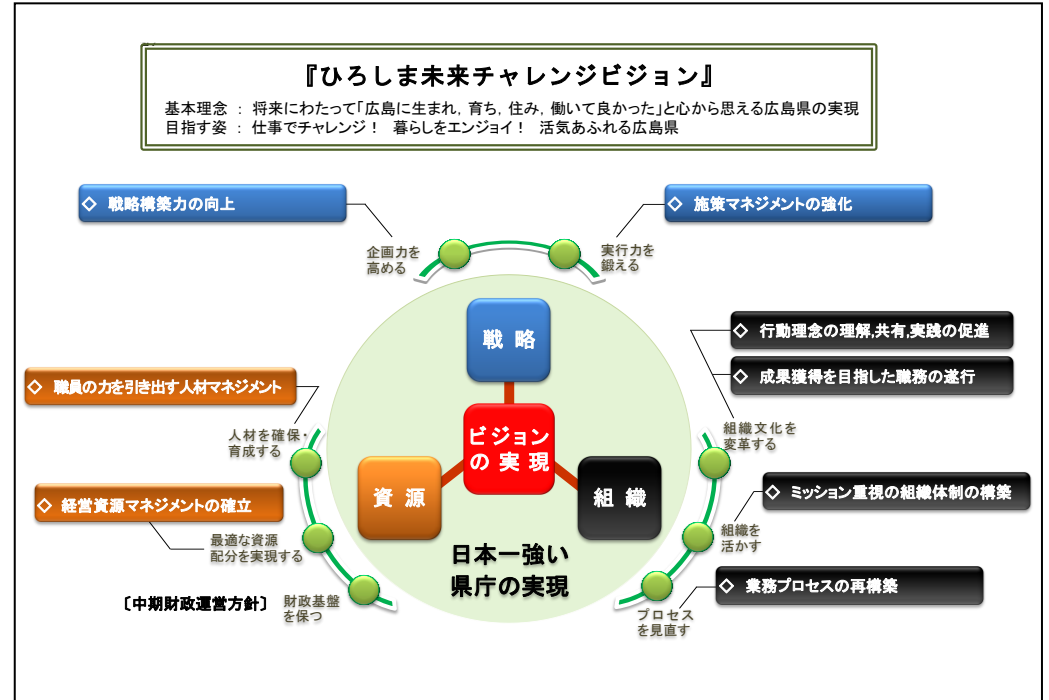 『ひろしま未来チャレンジビジョン』
基本理念 ： 将来にわたって「広島に生まれ，育ち，住み，働いて良かった」と心から思える広島県の実現
目指す姿 ： 仕事でチャレンジ！ 暮らしをエンジョイ！ 活気あふれる広島県
◇ 戦略構築力の向上
◇ 施策マネジメントの強化
企画力を
高める
実行力を
鍛える
戦 略
◇ 行動理念の理解,共有,実践の促進
◇ 成果獲得を目指した職務の遂行
◇ 職員の力を引き出す人材マネジメント
人材を確保・
育成する
ビジョン
の 実 現
組織文化を
変革する
資 源
組 織
◇ 経営資源マネジメントの確立
◇ ミッション重視の組織体制の構築
最適な資源
配分を実現する
組織を
活かす
日本一強い
県庁の実現
◇ 業務プロセスの再構築
〔中期財政運営方針〕
財政基盤
を保つ
プロセス
を見直す